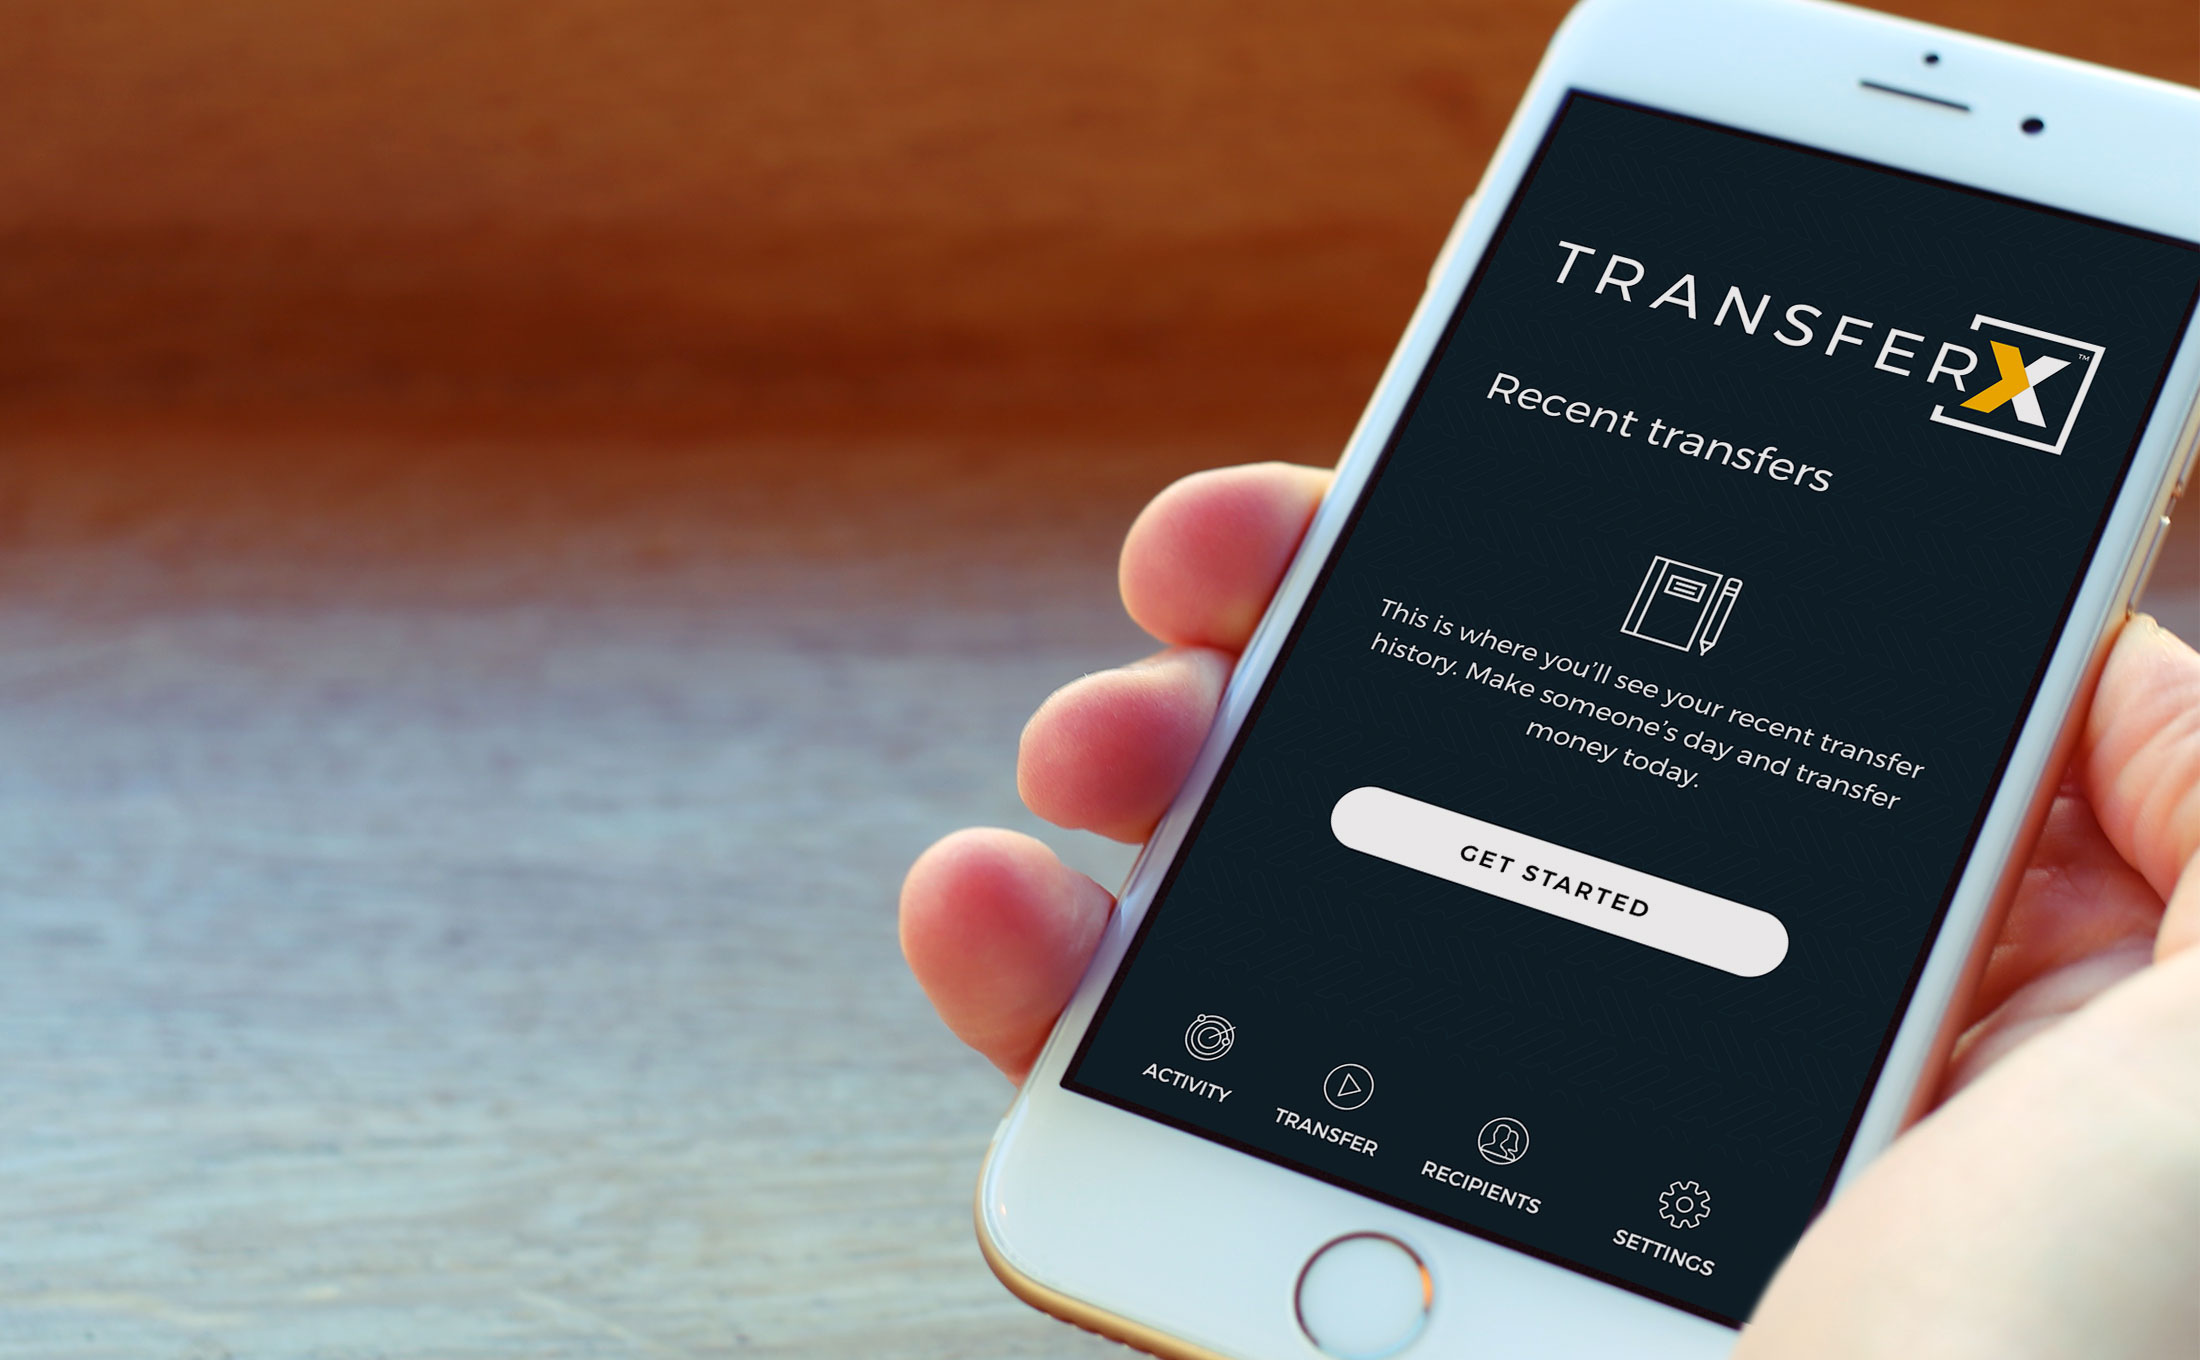 TRANSFERX™
Recent transfers
This is where you'll see your recent transfer
history. Make someone's day and transfer
money today.
GET STARTED
ACTIVITY
TRANSFER
RECIPIENTS
SETTINGS